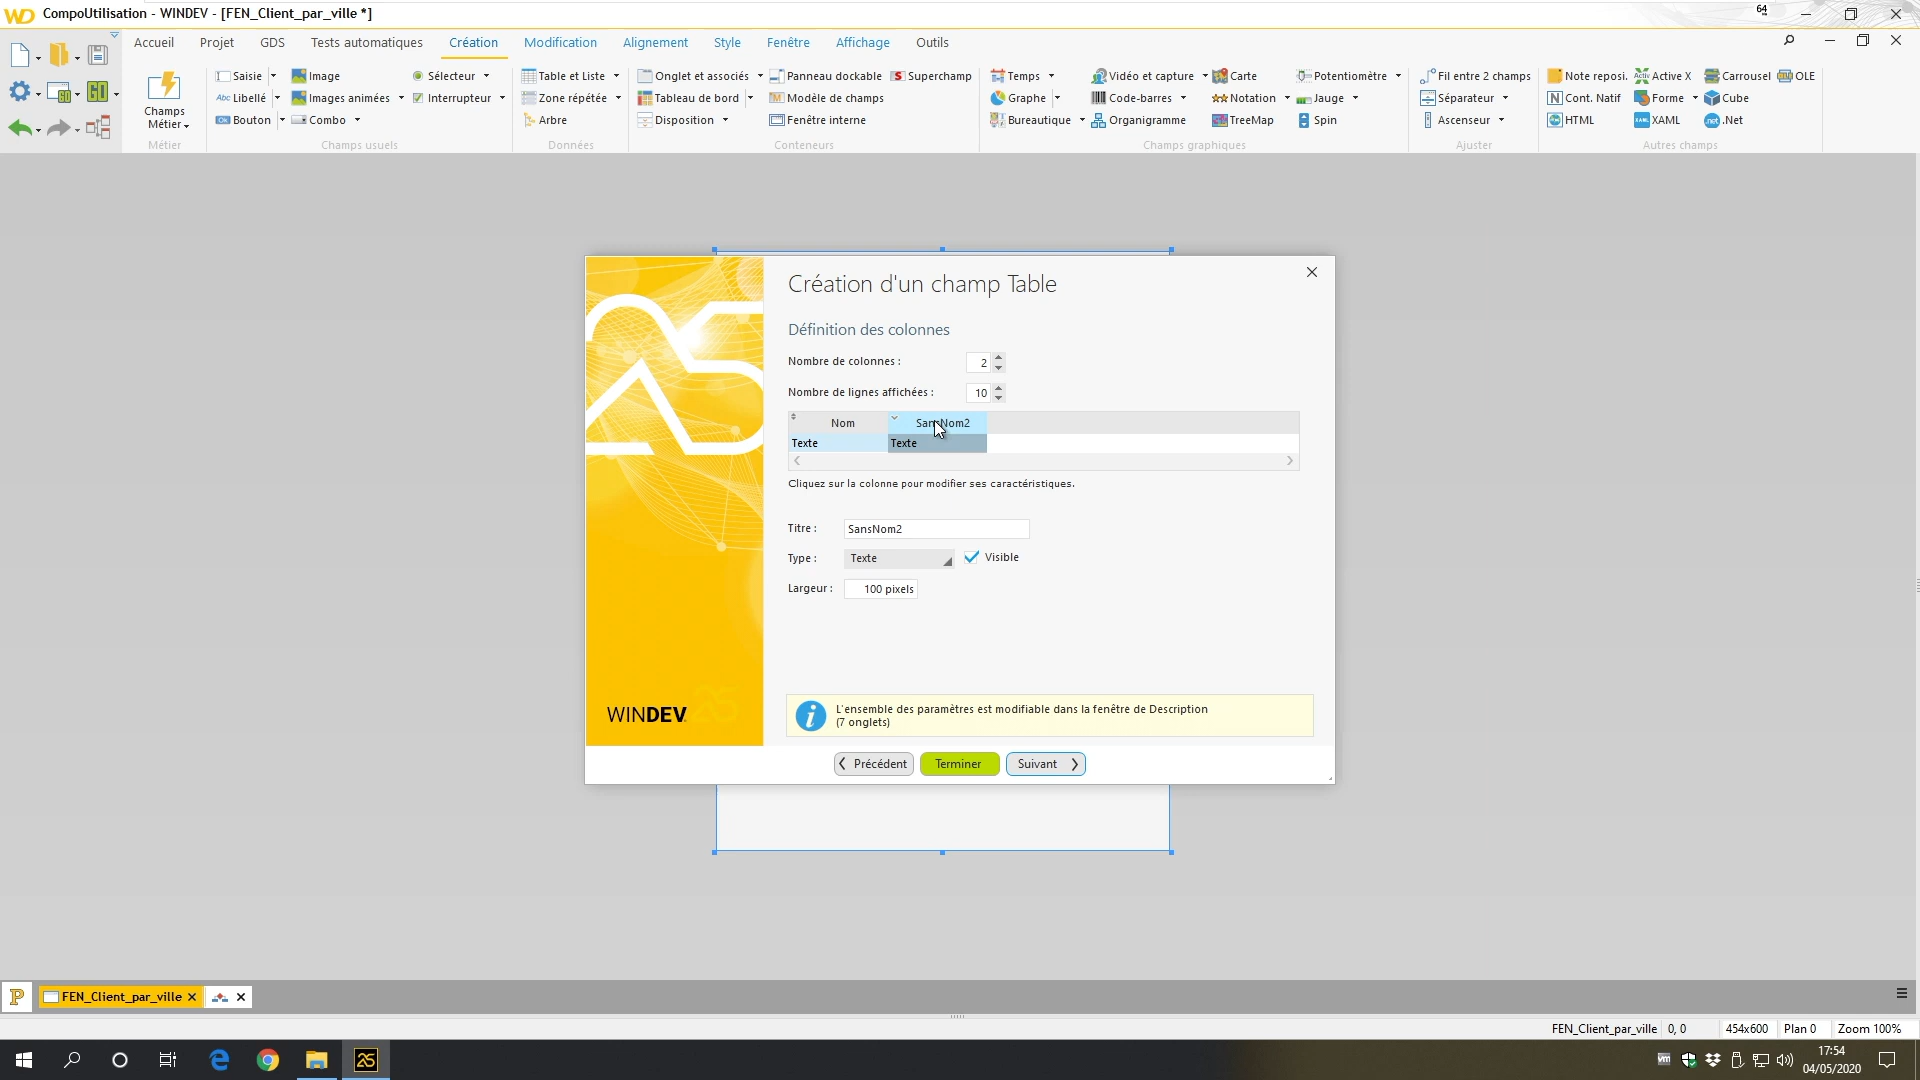 CompoUtilisation - WINDEV - [FEN_Client_par_ville *]
64
Accueil Projet GDS Tests automatiques Création Modification Alignement Style Fenêtre Affichage Outils
Champs Métier
Métier
Saisie Image Sélecteur
Libellé Images animées Interrupteur
Bouton Combo
Champs usuels
Table et Liste
Zone répétée
Arbre
Données
Onglet et associés Panneau dockable Superchamp
Tableau de bord Modèle de champs
Disposition Fenêtre interne
Conteneurs
Temps Vidéo et capture Carte Potentiomètre
Graphe Code-barres Notation Jauge
Bureautique Organigramme TreeMap Spin
Champs graphiques
Fil entre 2 champs
Séparateur
Ascenseur
Ajuster
Note reposi. Active X Carrousel OLE
Cont. Natif Forme Cube
HTML XAML .Net
Autres champs
Création d'un champ Table
Définition des colonnes
Nombre de colonnes : 2
Nombre de lignes affichées : 10
Nom SansNom2
Texte Texte
Cliquez sur la colonne pour modifier ses caractéristiques.
Titre : SansNom2
Type : Texte Visible
Largeur : 100 pixels
WINDEV 25
L'ensemble des paramètres est modifiable dans la fenêtre de Description
(7 onglets)
Précédent Terminer Suivant
FEN_Client_par_ville
FEN_Client_par_ville 0, 0 454x600 Plan 0 Zoom 100%
17:54
04/05/2020